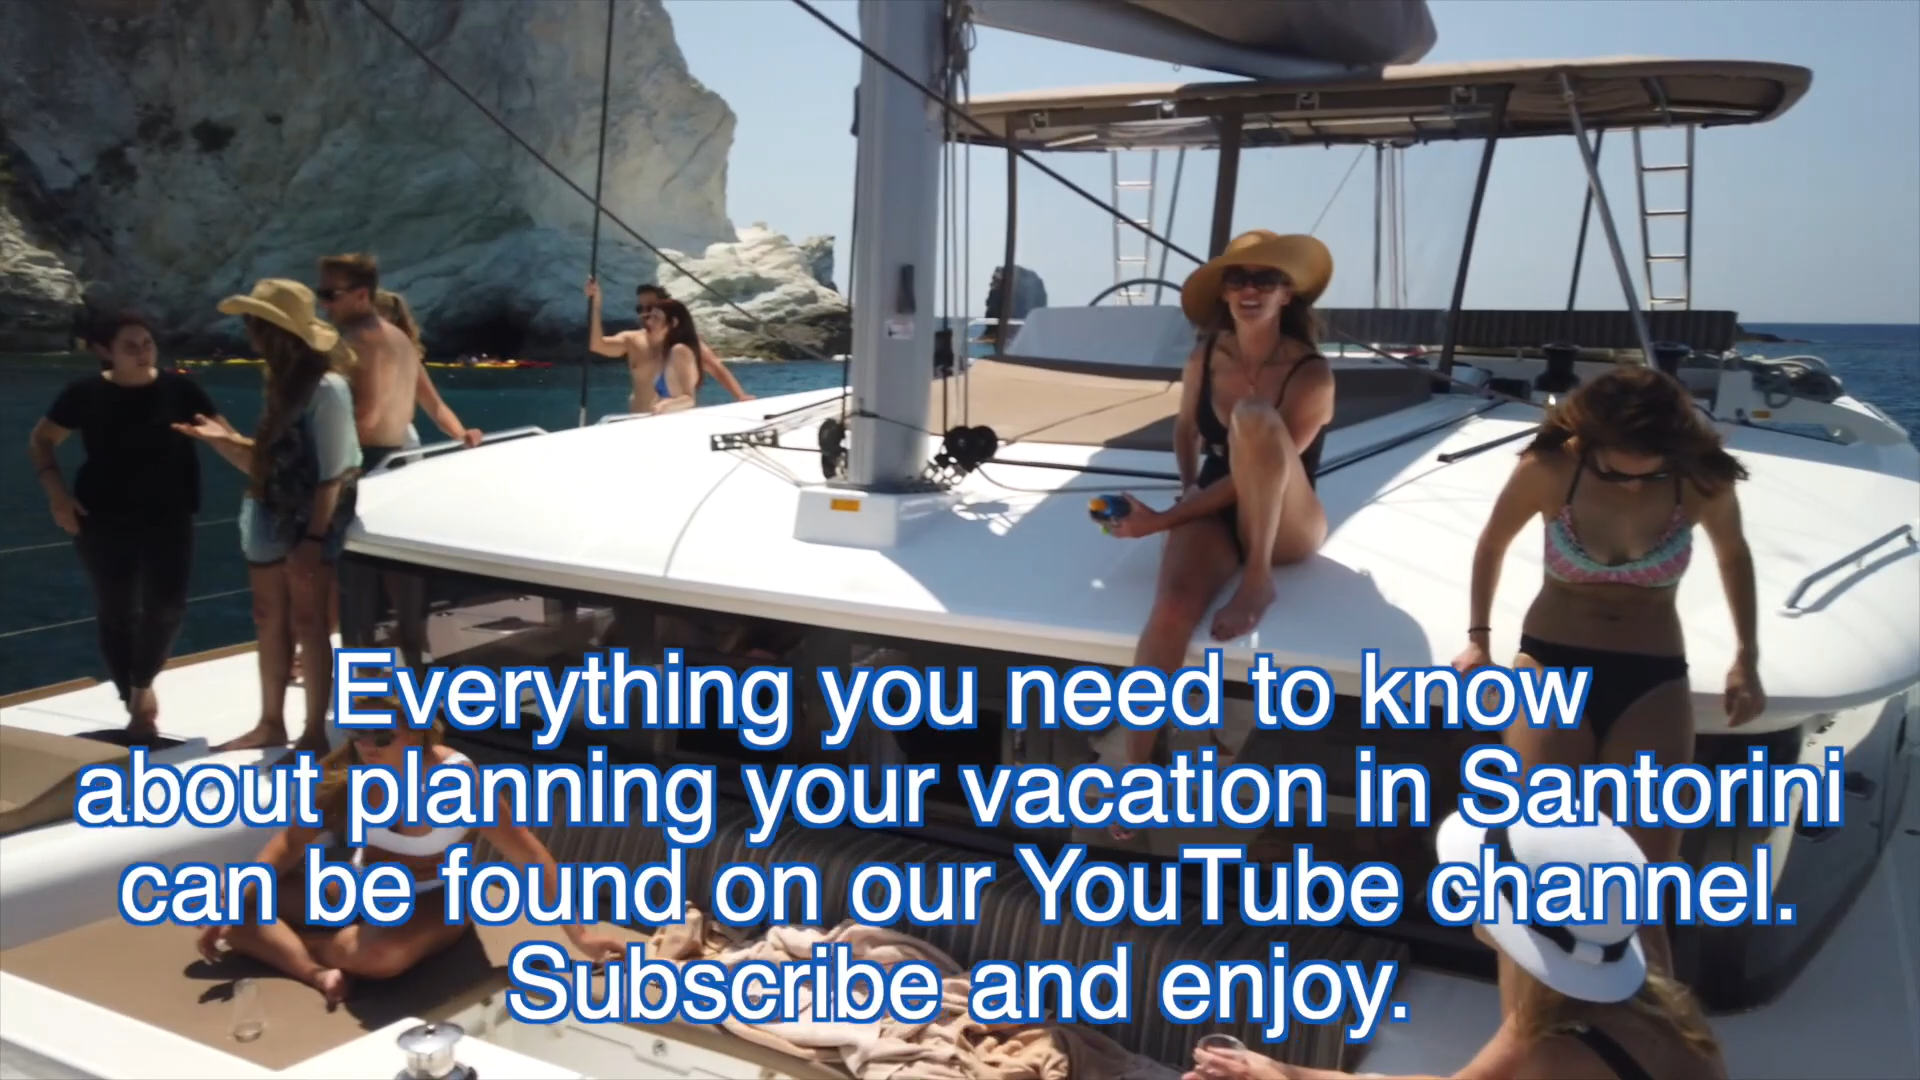 Everything you need to know
about planning your vacation in Santorini
can be found on our YouTube channel.
Subscribe and enjoy.